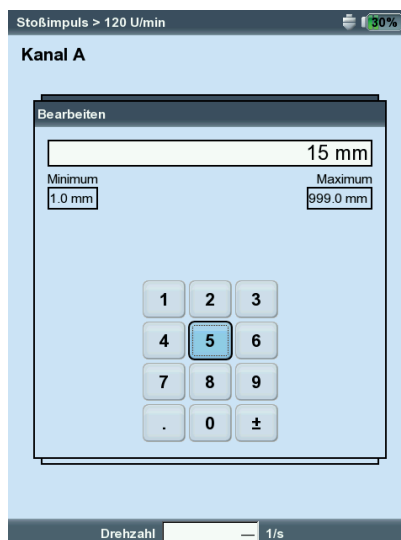 Stoßimpuls > 120 U/min 30%
Kanal A
Bearbeiten
15 mm
Minimum Maximum
1.0 mm 999.0 mm
1 2 3
4 5 6
7 8 9
. 0 ±
Drehzahl — 1/s